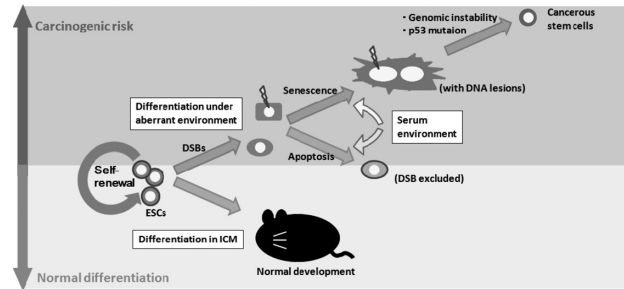 Carcinogenic risk
- Genomic instability
- p53 mutaion
Cancerous
stem cells
Senescence
(with DNA lesions)
Differentiation under
aberrant environment
Serum
environment
DSBs
Apoptosis
Self-
renewal
(DSB excluded)
ESCs
Differentiation in ICM
Normal development
Normal differentiation